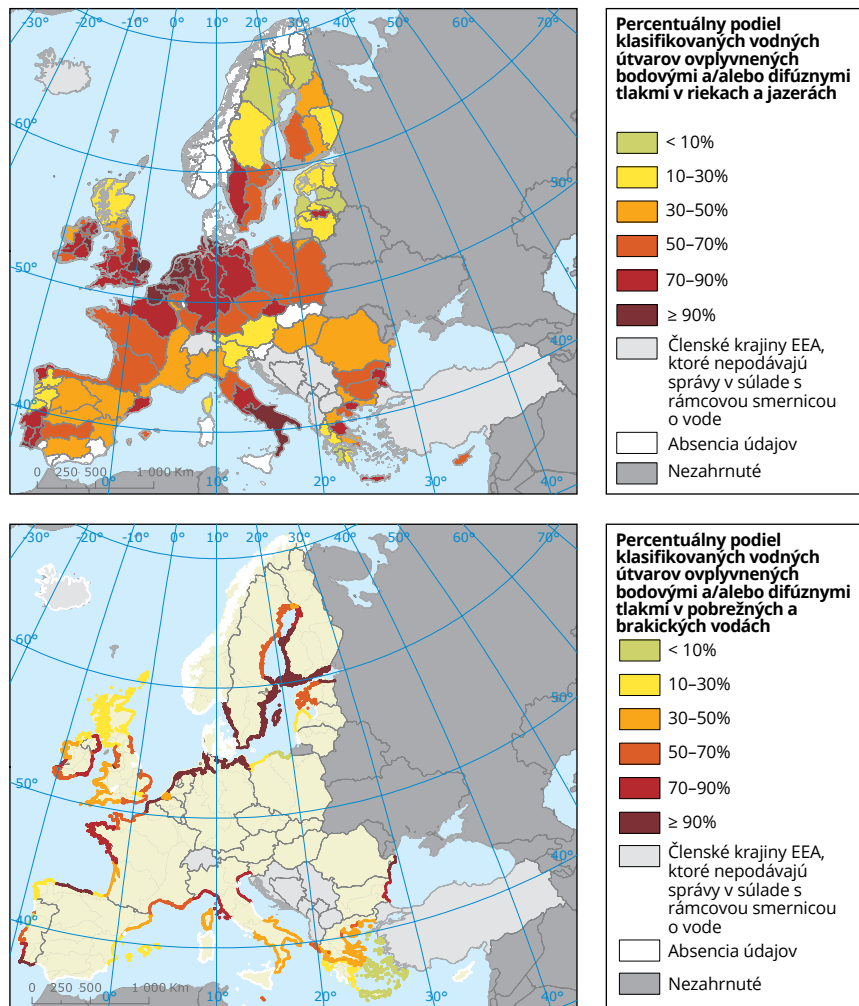 -30°
-20°
-10°
0°
10°
20°
30°
40°
50°
60°
70°
60°
50°
50°
40°
40°
0 250 500 1 000 Km
0°
10°
20°
30°
40°
Percentuálny podiel
klasifikovaných vodných
útvarov ovplyvnených
bodovými a/alebo difúznymi
tlakmi v riekach a jazerách
< 10%
10–30%
30–50%
50–70%
70–90%
≥ 90%
Členské krajiny EEA,
ktoré nepodávajú
správy v súlade s
rámcovou smernicou
o vode
Absencia údajov
Nezahrnuté
-30°
-20°
-10°
0°
10°
20°
30°
40°
50°
60°
70°
60°
50°
50°
40°
40°
0 250 500 1 000 Km
0°
10°
20°
30°
40°
Percentuálny podiel
klasifikovaných vodných
útvarov ovplyvnených
bodovými a/alebo difúznymi
tlakmi v pobrežných a
brakických vodách
< 10%
10–30%
30–50%
50–70%
70–90%
≥ 90%
Členské krajiny EEA,
ktoré nepodávajú
správy v súlade s
rámcovou smernicou
o vode
Absencia údajov
Nezahrnuté